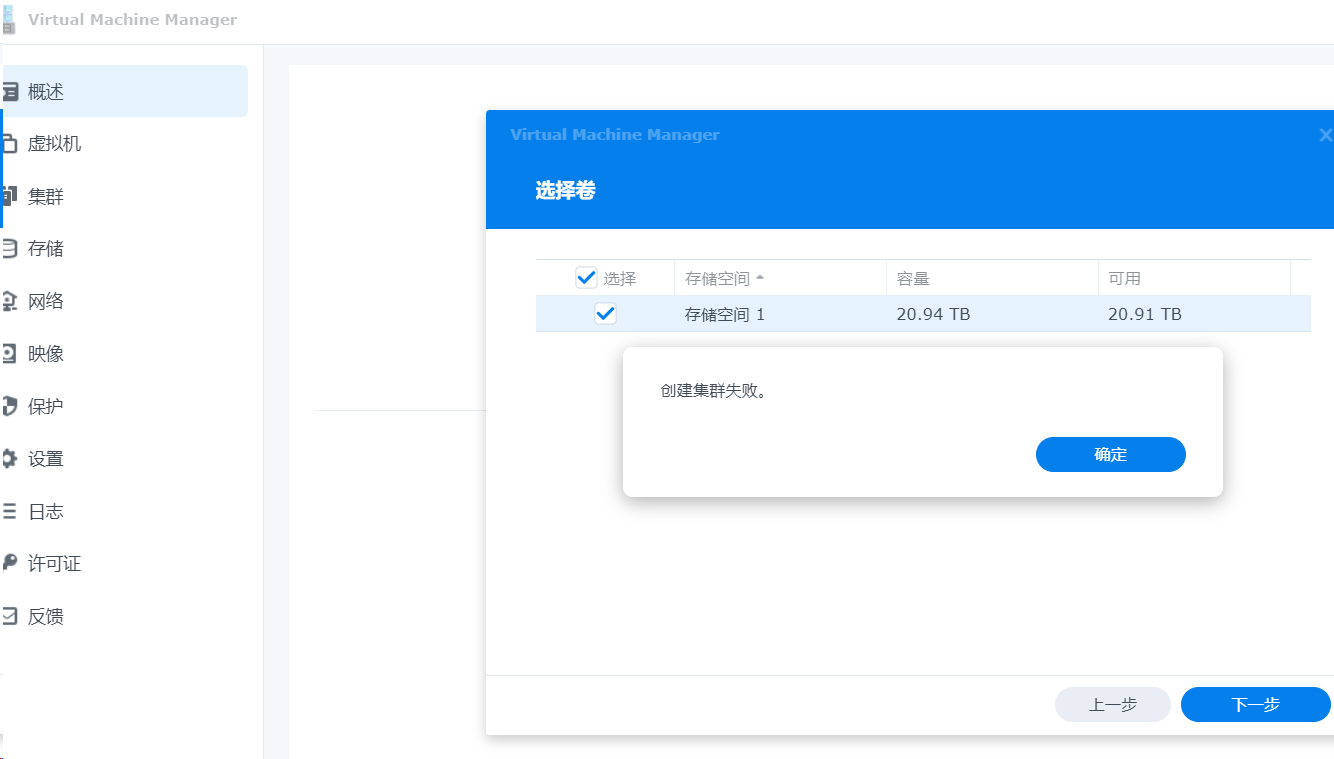 Virtual Machine Manager
概述
虚拟机
集群
存储
网络
映像
保护
设置
日志
许可证
反馈
Virtual Machine Manager
选择卷
选择 存储空间 容量 可用
存储空间 1 20.94 TB 20.91 TB
创建集群失败。
确定
上一步 下一步